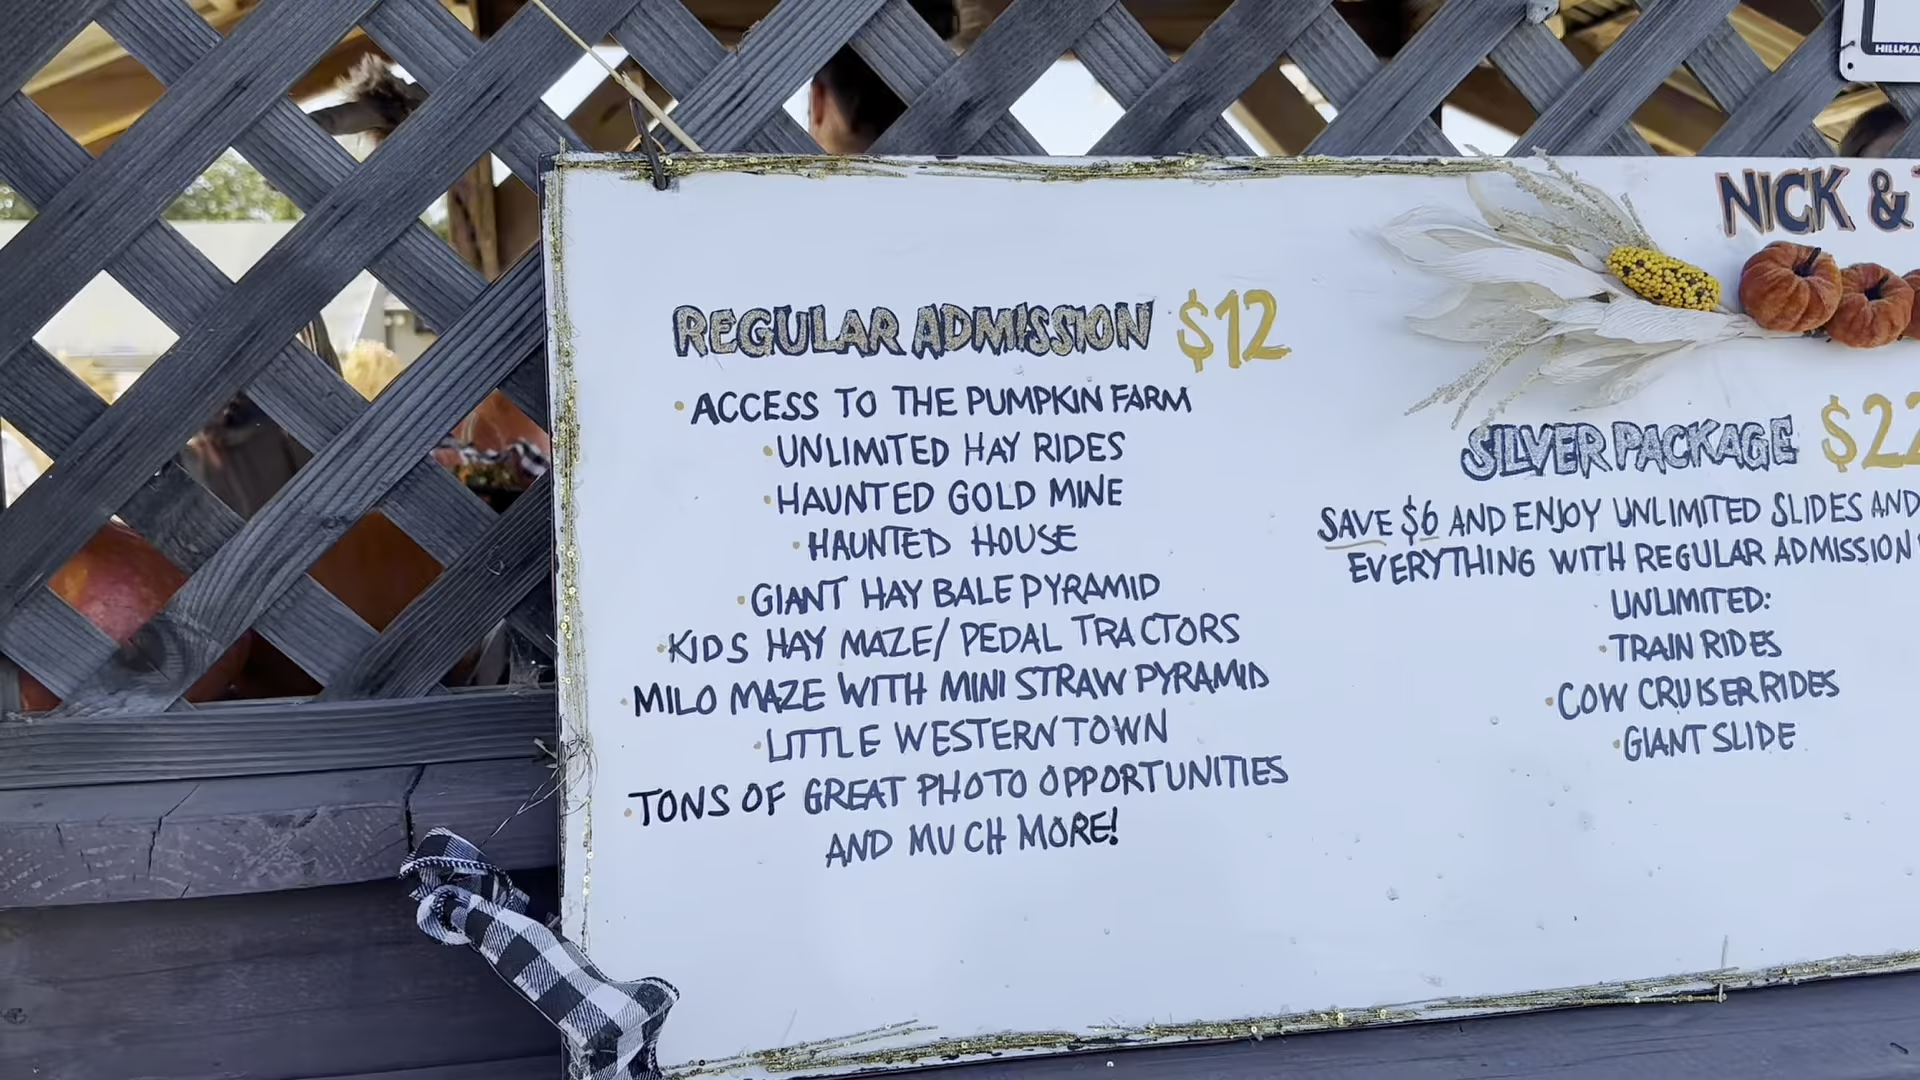 NICK &
REGULAR ADMISSION $12
• ACCESS TO THE PUMPKIN FARM
• UNLIMITED HAY RIDES
• HAUNTED GOLD MINE
• HAUNTED HOUSE
• GIANT HAY BALE PYRAMID
• KIDS HAY MAZE/ PEDAL TRACTORS
• MILO MAZE WITH MINI STRAW PYRAMID
• LITTLE WESTERN TOWN
• TONS OF GREAT PHOTO OPPORTUNITIES
AND MUCH MORE!
SILVER PACKAGE $22
SAVE $6 AND ENJOY UNLIMITED SLIDES AND
EVERYTHING WITH REGULAR ADMISSION
UNLIMITED:
• TRAIN RIDES
• COW CRUISER RIDES
• GIANT SLIDE